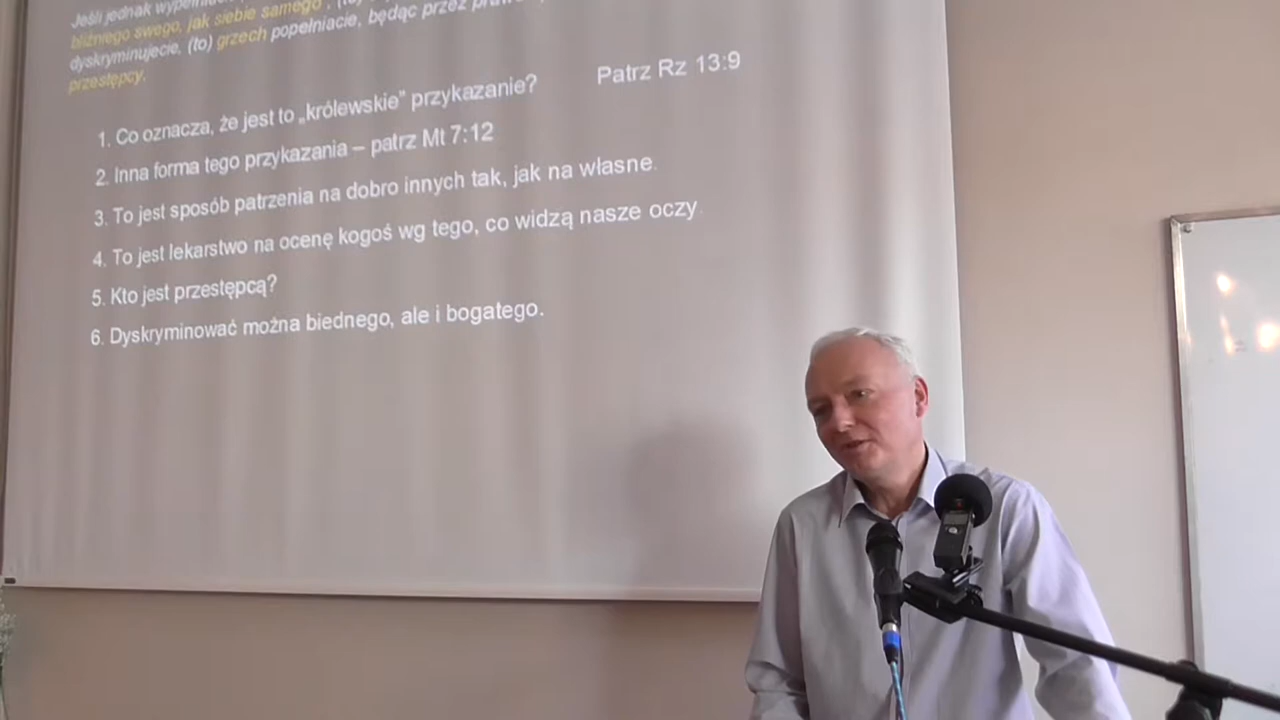 Jeśli jednak
bliźniego swego, jak siebie samego
dyskryminujecie, (to) grzech popełniacie, będąc przez
przestępcy.
1. Co oznacza, że jest to „królewskie” przykazanie? Patrz Rz 13:9
2. Inna forma tego przykazania – patrz Mt 7:12
3. To jest sposób patrzenia na dobro innych tak, jak na własne.
4. To jest lekarstwo na ocenę kogoś wg tego, co widzą nasze oczy.
5. Kto jest przestępcą?
6. Dyskryminować można biednego, ale i bogatego.